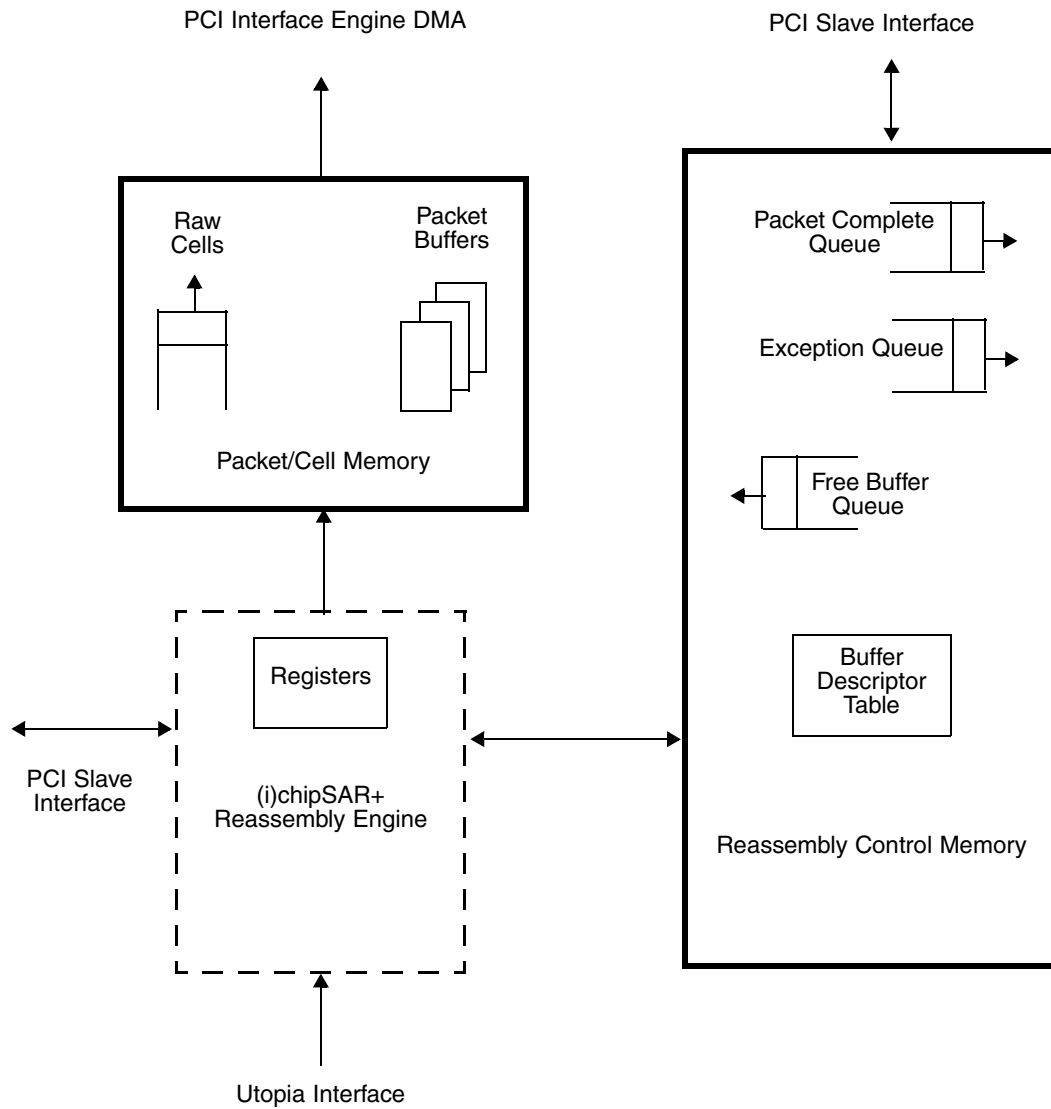 PCI Interface Engine DMA
PCI Slave Interface
Raw
Cells
Packet
Buffers
Packet/Cell Memory
Packet Complete
Queue
Exception Queue
Free Buffer
Queue
Buffer
Descriptor
Table
Reassembly Control Memory
Registers
(i)chipSAR+
Reassembly Engine
PCI Slave
Interface
Utopia Interface